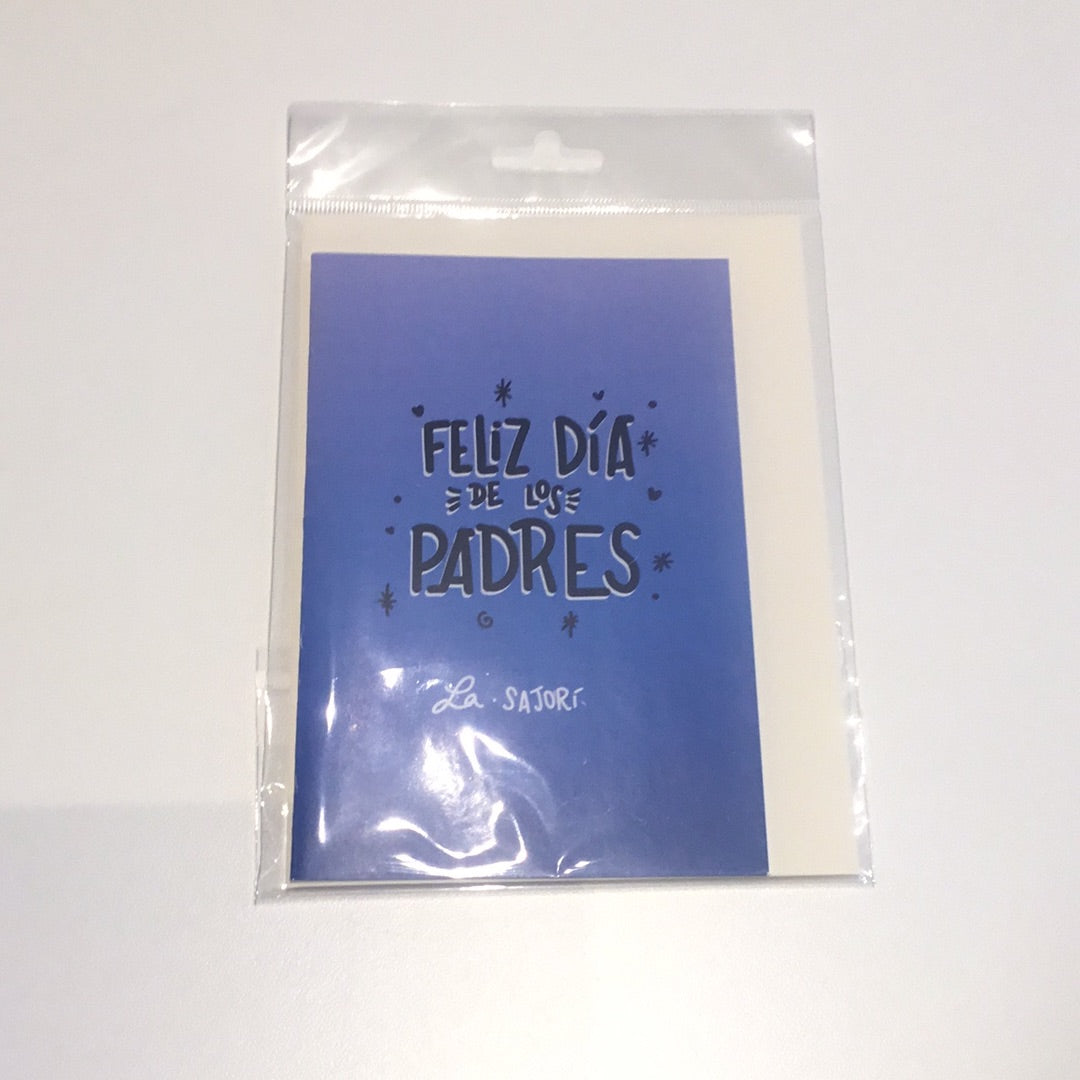 FELiZ DÍA
DE LOS
PADRES
La · SAJORÍ